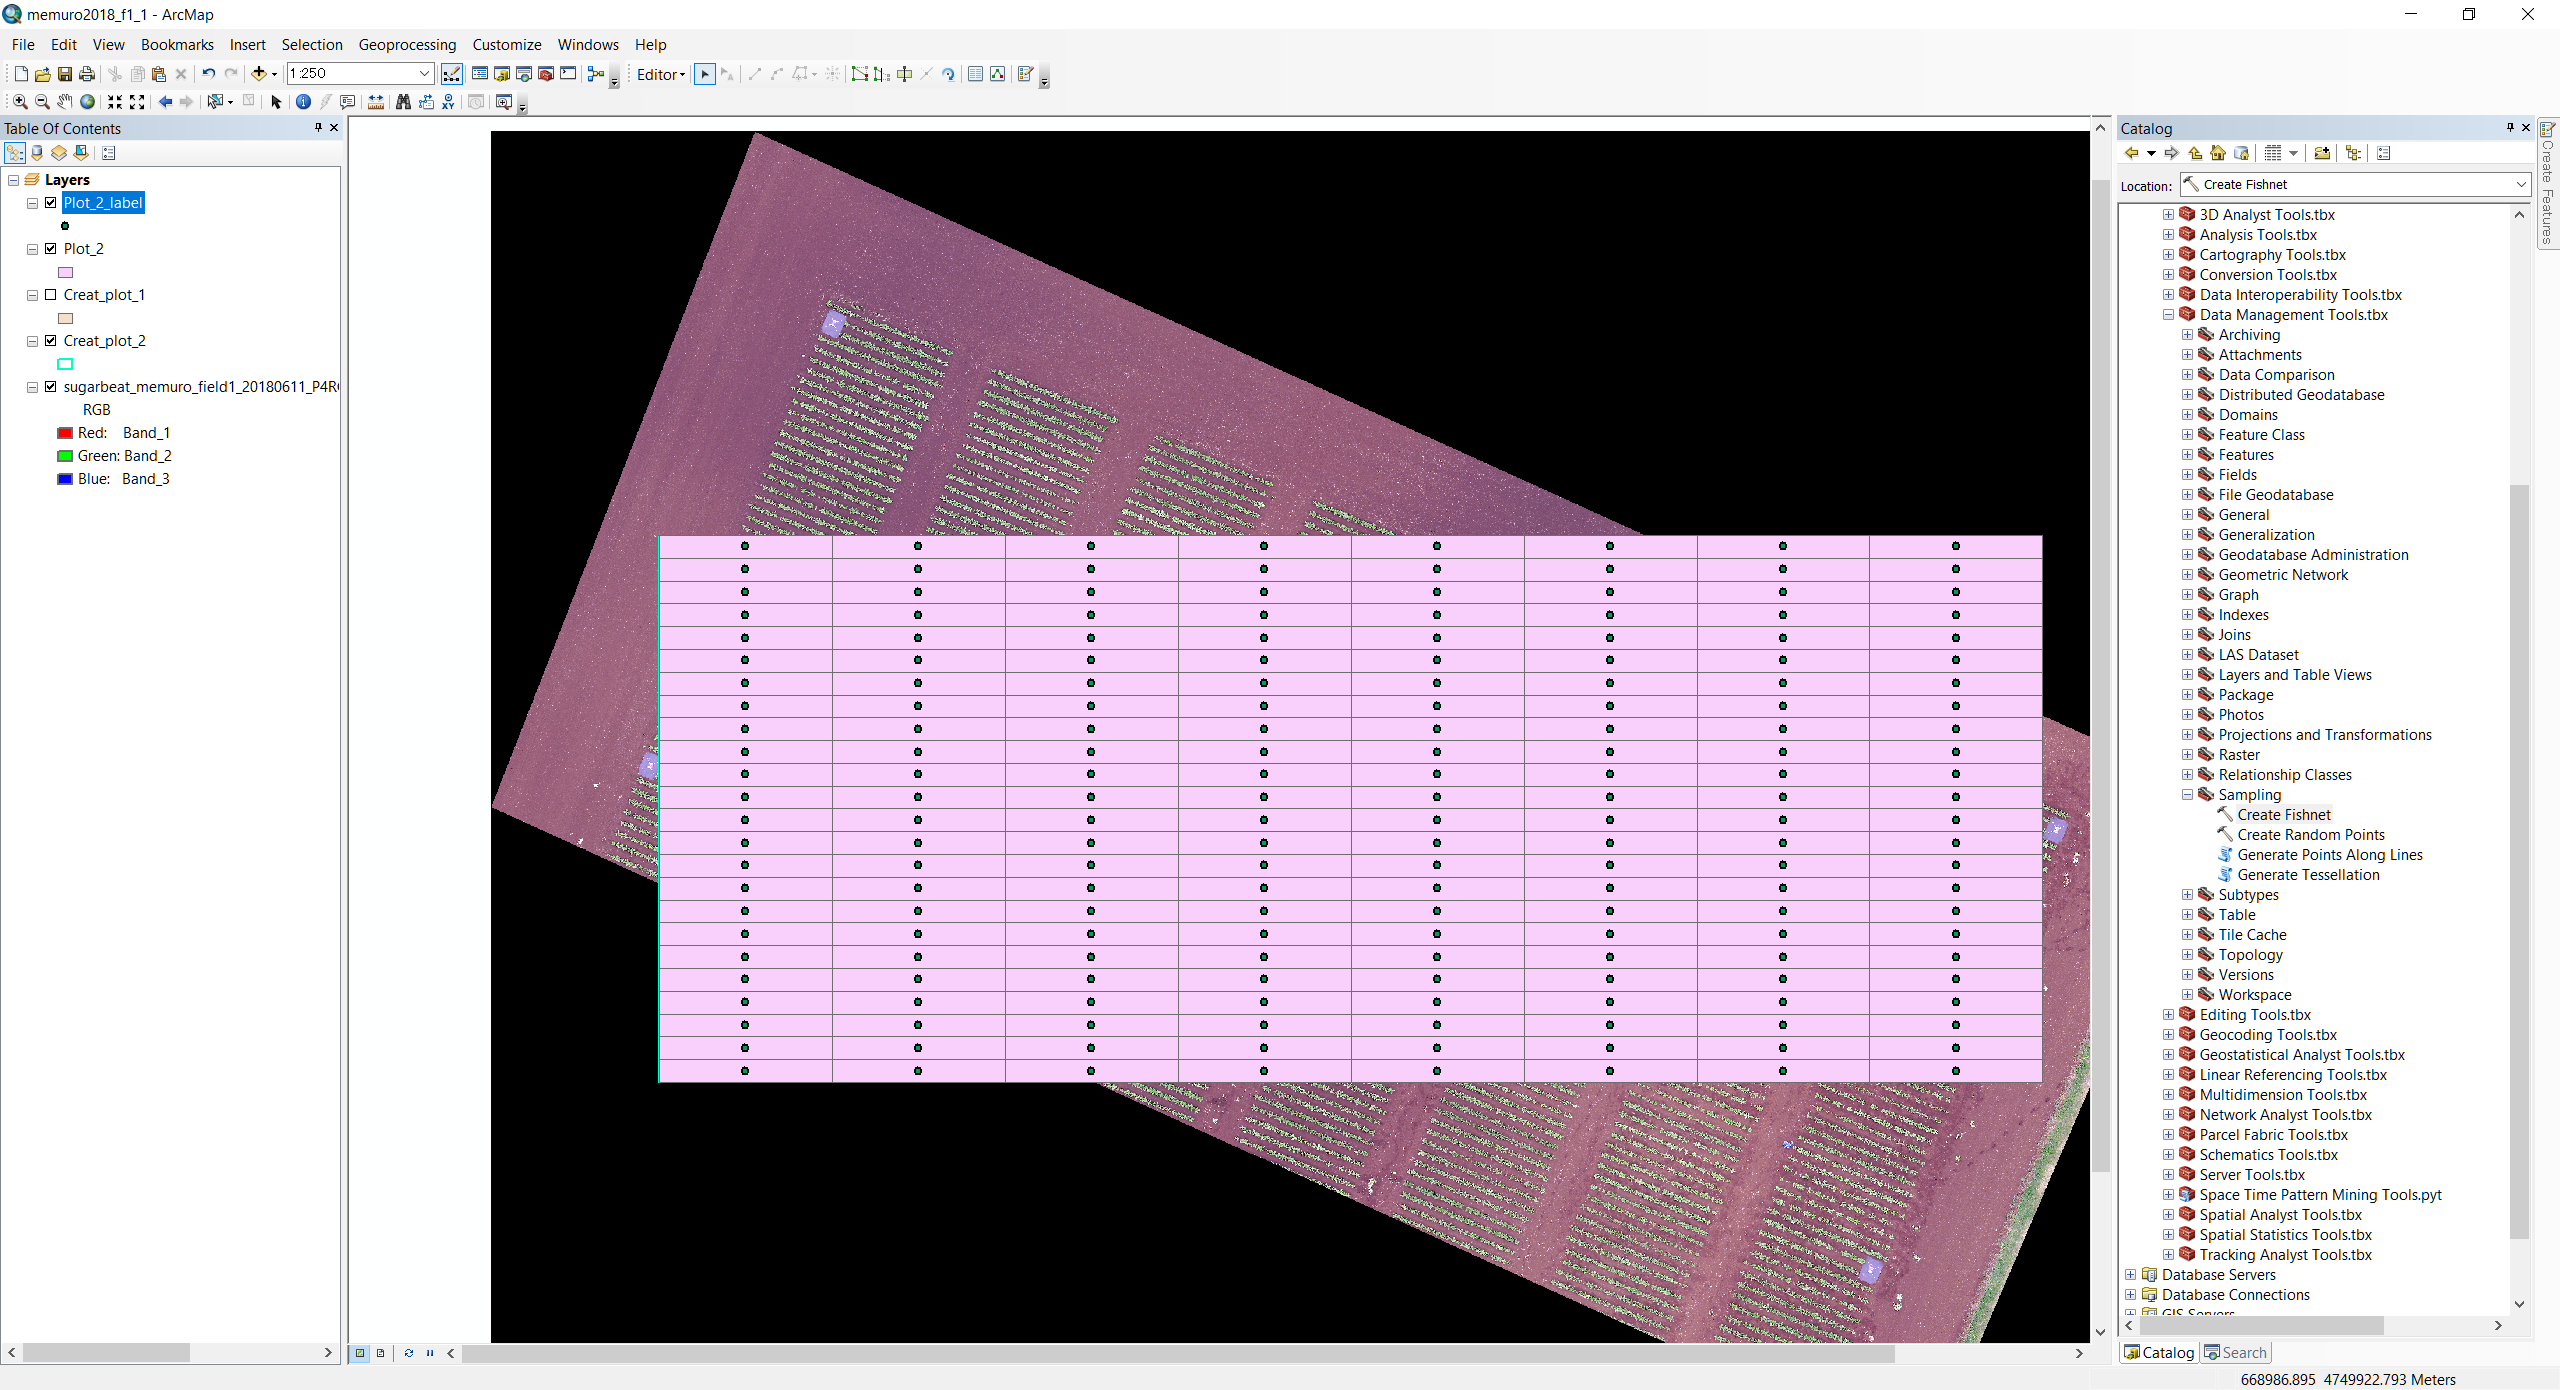 memuro2018_f1_1 - ArcMap
File Edit View Bookmarks Insert Selection Geoprocessing Customize Windows Help
1:250
Editor
Table Of Contents
Layers
Plot_2_label
Plot_2
Creat_plot_1
Creat_plot_2
sugarbeat_memuro_field1_20180611_P4R
RGB
Red: Band_1
Green: Band_2
Blue: Band_3
Catalog
Location: Create Fishnet
3D Analyst Tools.tbx
Analysis Tools.tbx
Cartography Tools.tbx
Conversion Tools.tbx
Data Interoperability Tools.tbx
Data Management Tools.tbx
Archiving
Attachments
Data Comparison
Distributed Geodatabase
Domains
Feature Class
Features
Fields
File Geodatabase
General
Generalization
Geodatabase Administration
Geometric Network
Graph
Indexes
Joins
LAS Dataset
Layers and Table Views
Package
Photos
Projections and Transformations
Raster
Relationship Classes
Sampling
Create Fishnet
Create Random Points
Generate Points Along Lines
Generate Tessellation
Subtypes
Table
Tile Cache
Topology
Versions
Workspace
Editing Tools.tbx
Geocoding Tools.tbx
Geostatistical Analyst Tools.tbx
Linear Referencing Tools.tbx
Multidimension Tools.tbx
Network Analyst Tools.tbx
Parcel Fabric Tools.tbx
Schematics Tools.tbx
Server Tools.tbx
Space Time Pattern Mining Tools.pyt
Spatial Analyst Tools.tbx
Spatial Statistics Tools.tbx
Tracking Analyst Tools.tbx
Database Servers
Database Connections
GIS Servers
Catalog Search
Create Features
668986.895 4749922.793 Meters